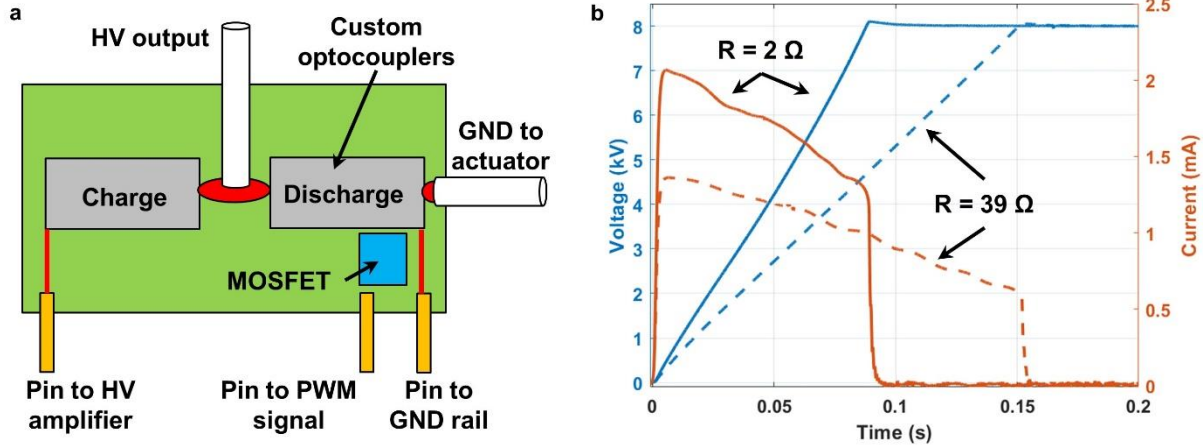 a
HV output
Custom
optocouplers
GND to
actuator
Charge
Discharge
MOSFET
Pin to HV
amplifier
Pin to PWM
signal
Pin to
GND rail
b
Voltage (kV)
8
7
6
5
4
3
2
1
0
R = 2 Ω
R = 39 Ω
2.5
2
1.5
1
0.5
0
Current (mA)
0
0.05
0.1
0.15
0.2
Time (s)